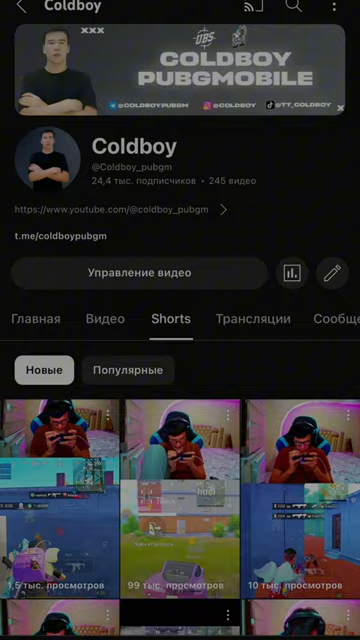 Coldboy
XXX
UBS
COLDBOY
PUBGMOBILE
@COLDBOYPUBGM @COLDBOY @TT_COLDBOY
X
Coldboy
@Coldboy_pubgm
24,4 тыс. подписчиков • 245 видео
https://www.youtube.com/@coldboy_pubgm
t.me/coldboypubgm
Управление видео
Главная Видео Shorts Трансляции Сообще
Новые Популярные
1,5 тыс. просмотров 99 тыс. просмотров 10 тыс. просмотров